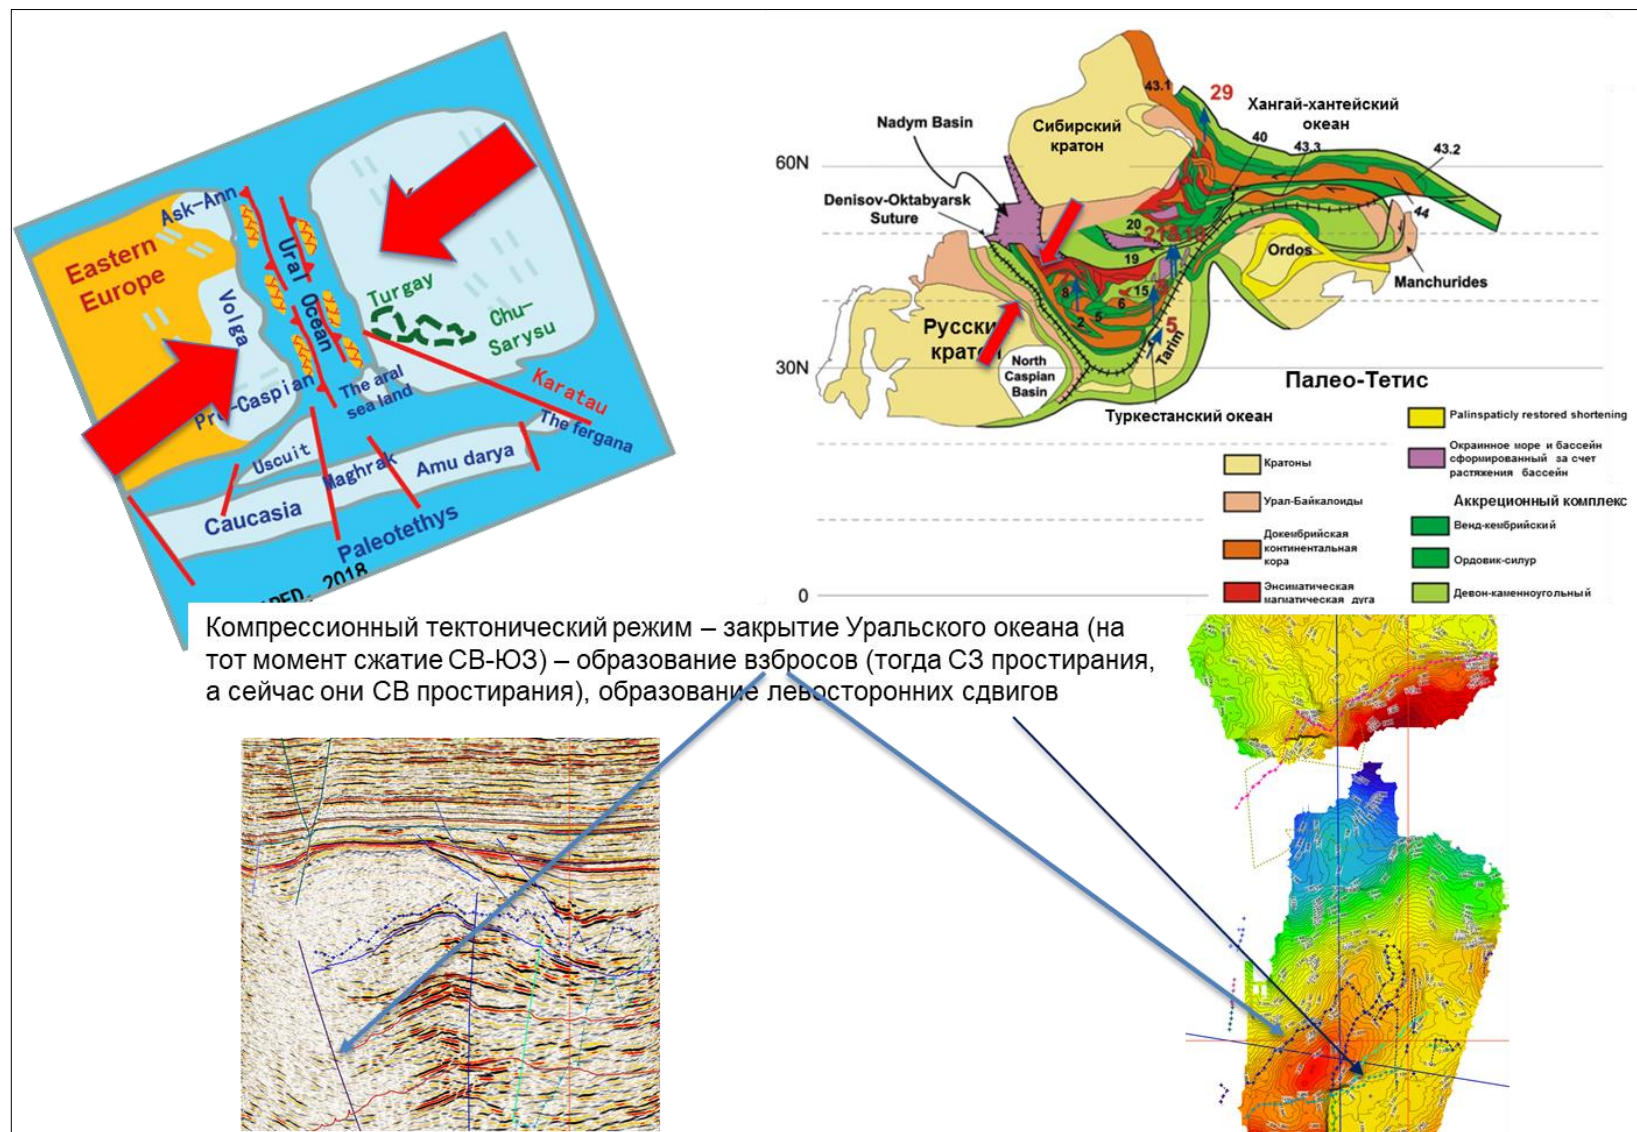 Ask-Ann
Eastern
Europe
Volga
Ural Ocean
Turgay
Chu-
Sarysu
Karatau
The fergana
The aral
sea land
Pre-Caspian
Uscuit
Maghrak
Amu darya
Caucasia
Paleotethys
2018
Nadym Basin
Denisov-Oktabyarsk
Suture
Сибирский
кратон
43.1
29
Хангай-хантейский
океан
40
43.3
43.2
44
60N
20
19
Ordos
Manchurides
8
15
6
2
5
5
Tarim
Русски
кратон
North
Caspian
Basin
30N
Палео-Тетис
Туркестанский океан
0
Кратоны
Урал-Байкалоиды
Докембрийская
континентальная
кора
Энсиматическая
магматическая дуга
Palinspaticly restored shortening
Окраинное море и бассейн
сформированный за счет
растяжения бассейн
Аккреционный комплекс
Венд-кембрийский
Ордовик-силур
Девон-каменноугольный
Компрессионный тектонический режим – закрытие Уральского океана (на
тот момент сжатие СВ-ЮЗ) – образование взбросов (тогда СЗ простирания,
а сейчас они СВ простирания), образование левосторонних сдвигов